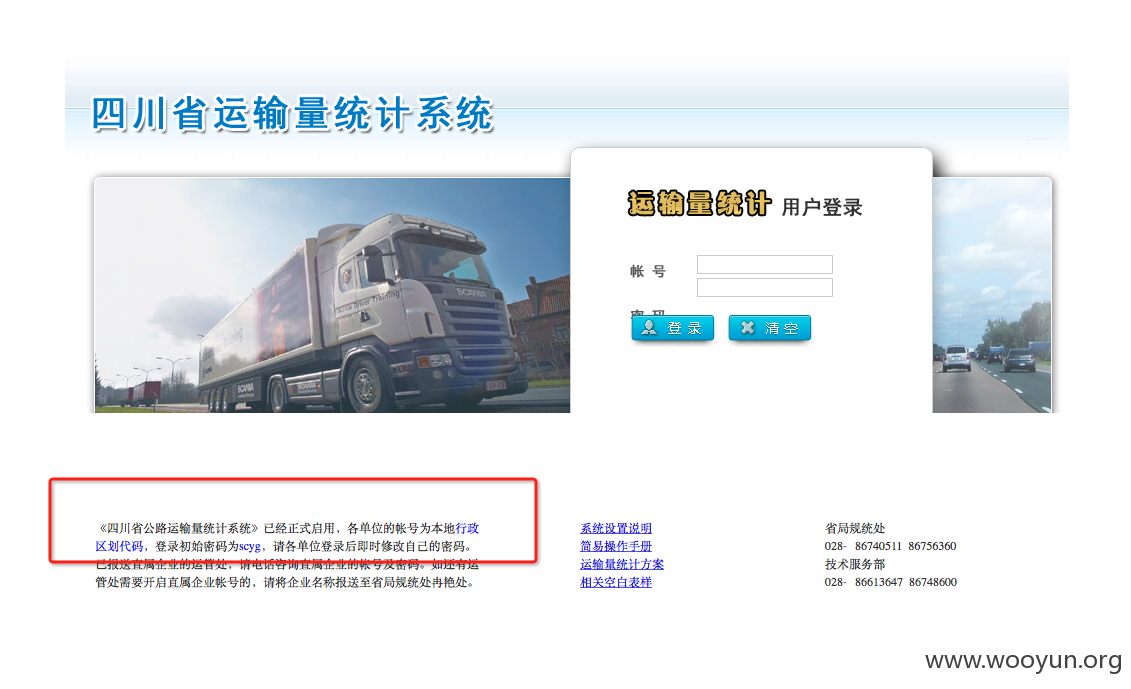 四川省运输量统计系统
运输量统计 用户登录
帐 号
密 码
登 录 清 空
SCANIA
Scania Driver Training
SCANIA
SCANIA
《四川省公路运输量统计系统》已经正式启用，各单位的帐号为本地行政
区划代码，登录初始密码为scyg，请各单位登录后即时修改自己的密码。
已报送直属企业的运管处，请电话咨询直属企业的帐号及密码。如还有运
管处需要开启直属企业帐号的，请将企业名称报送至省局规统处冉艳处。
系统设置说明
简易操作手册
运输量统计方案
相关空白表样
省局规统处
028- 86740511 86756360
技术服务部
028- 86613647 86748600
www.wooyun.org